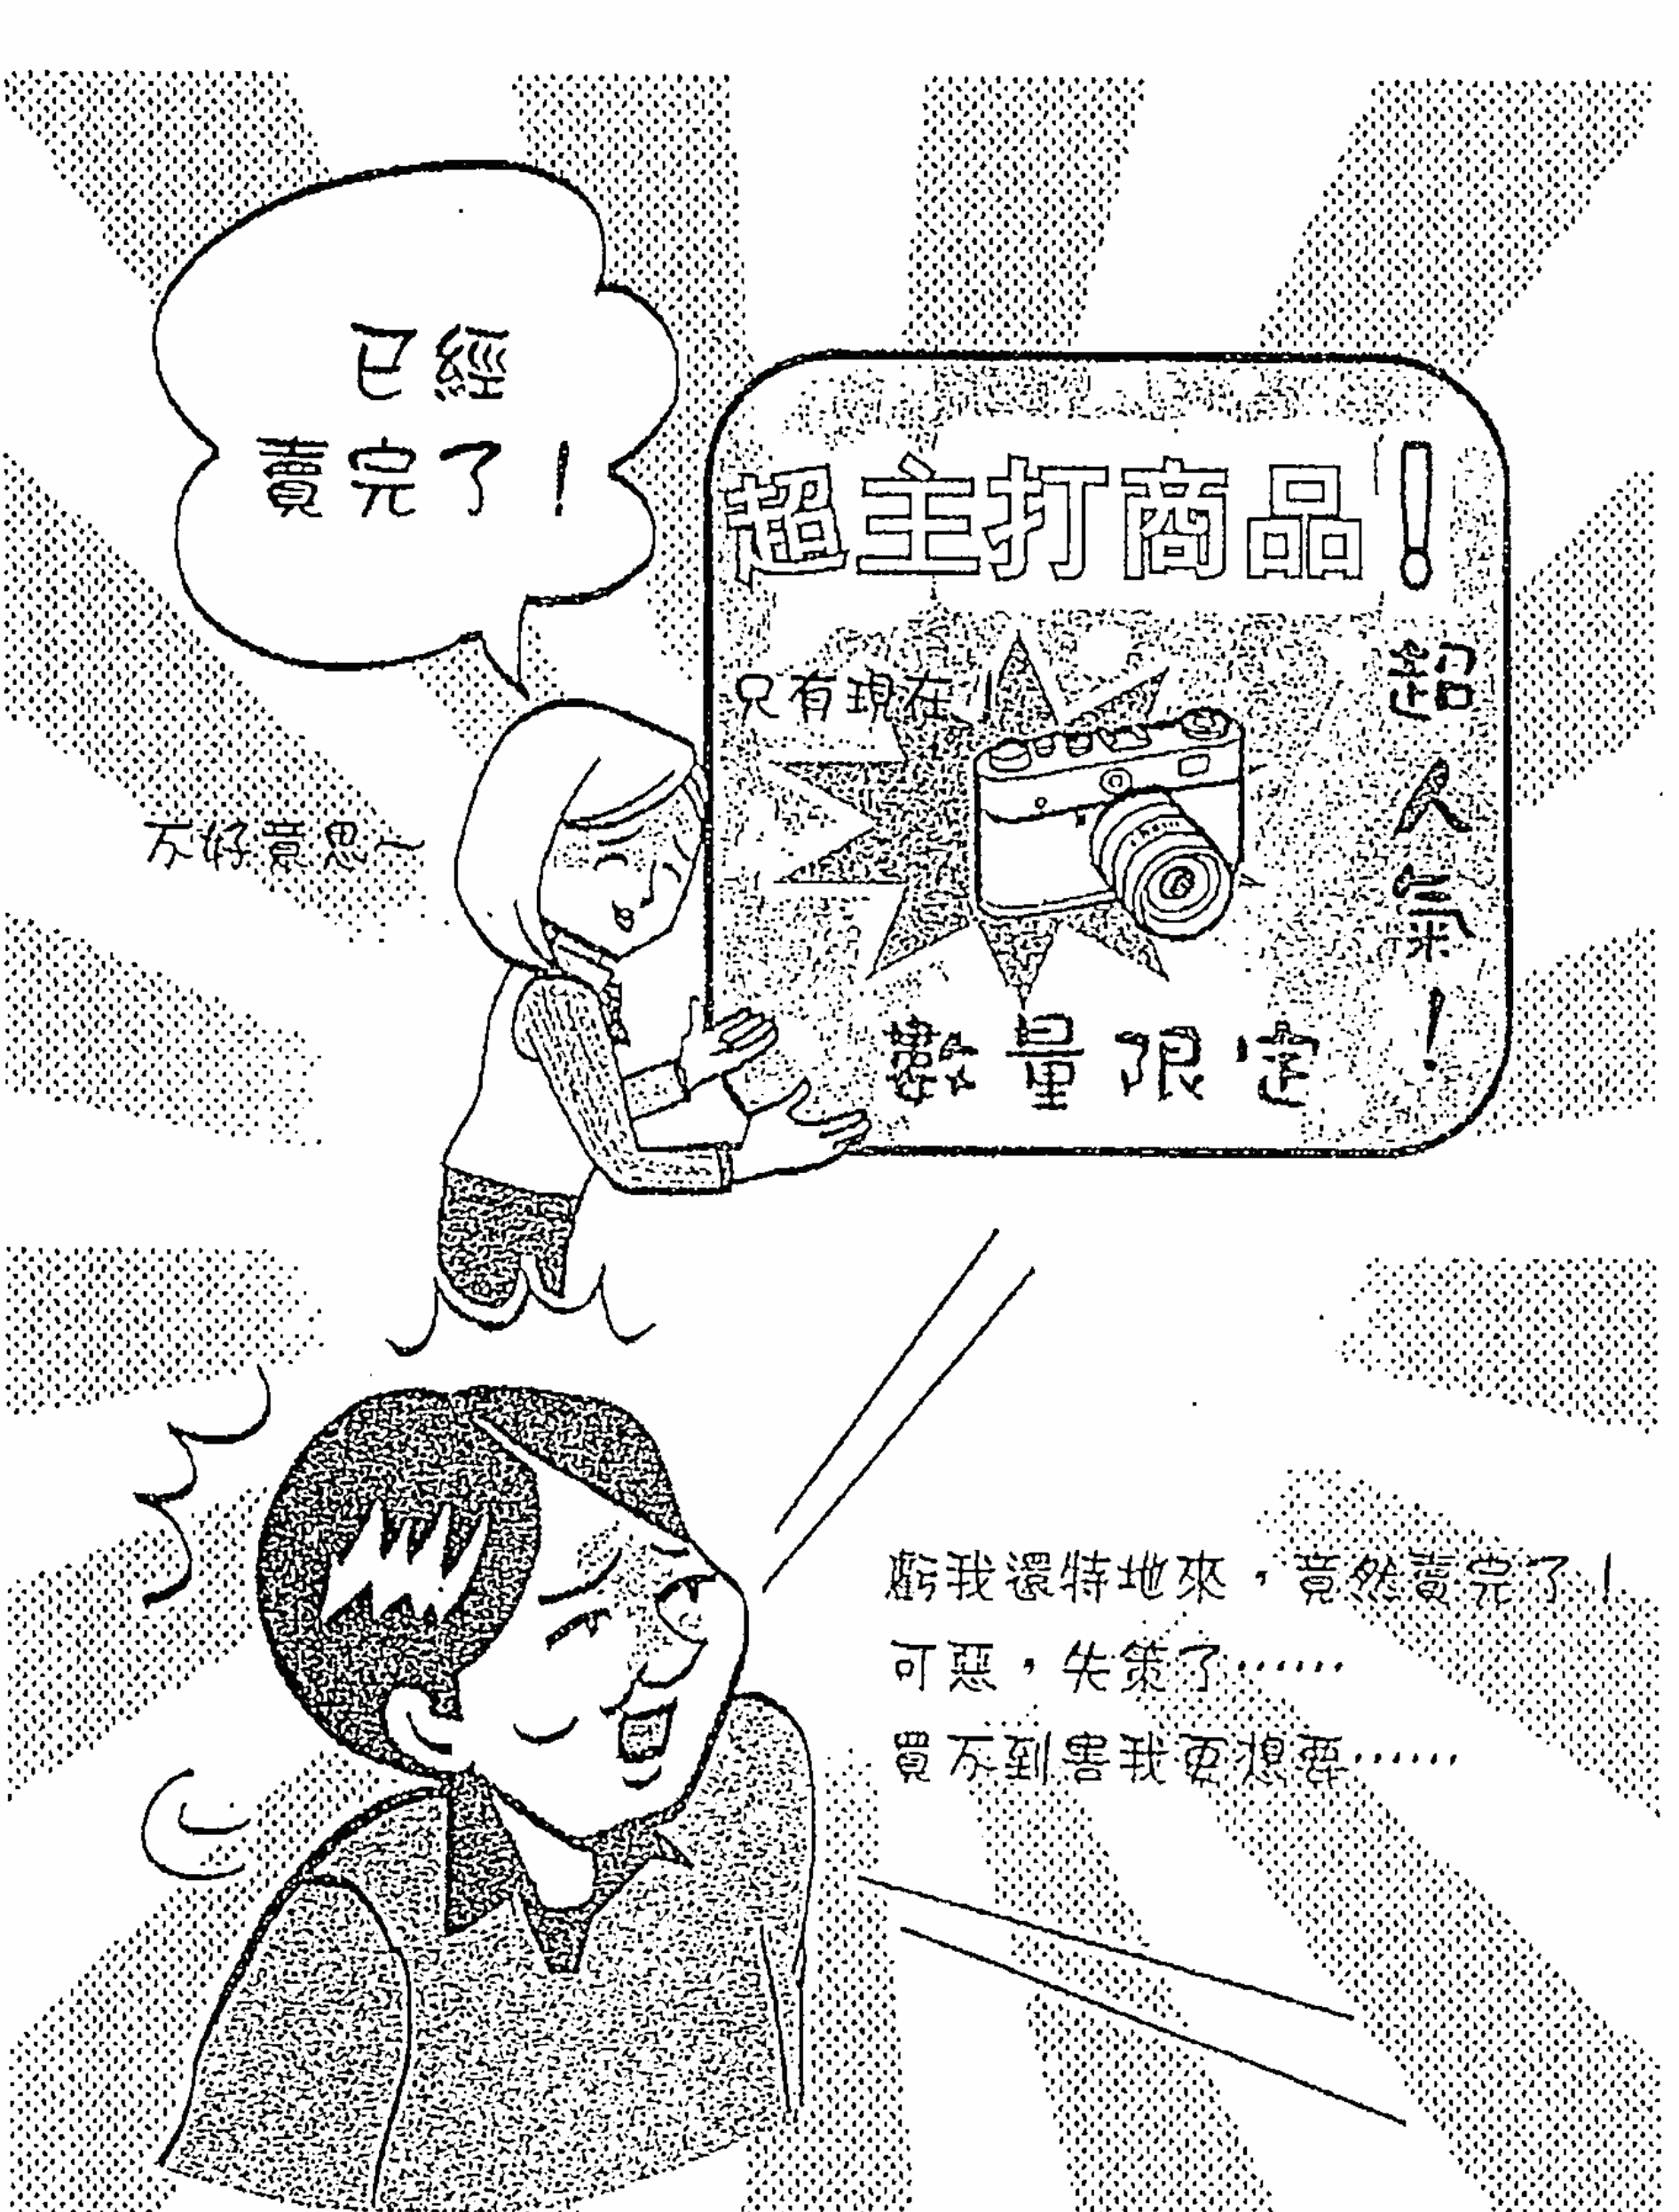 已經
賣完了！
超主打商品！
只有現在！
超人氣！
數量限定
不好意思～
虧我還特地來，竟然賣完了！
可惡，失策了……
買不到害我更想要……